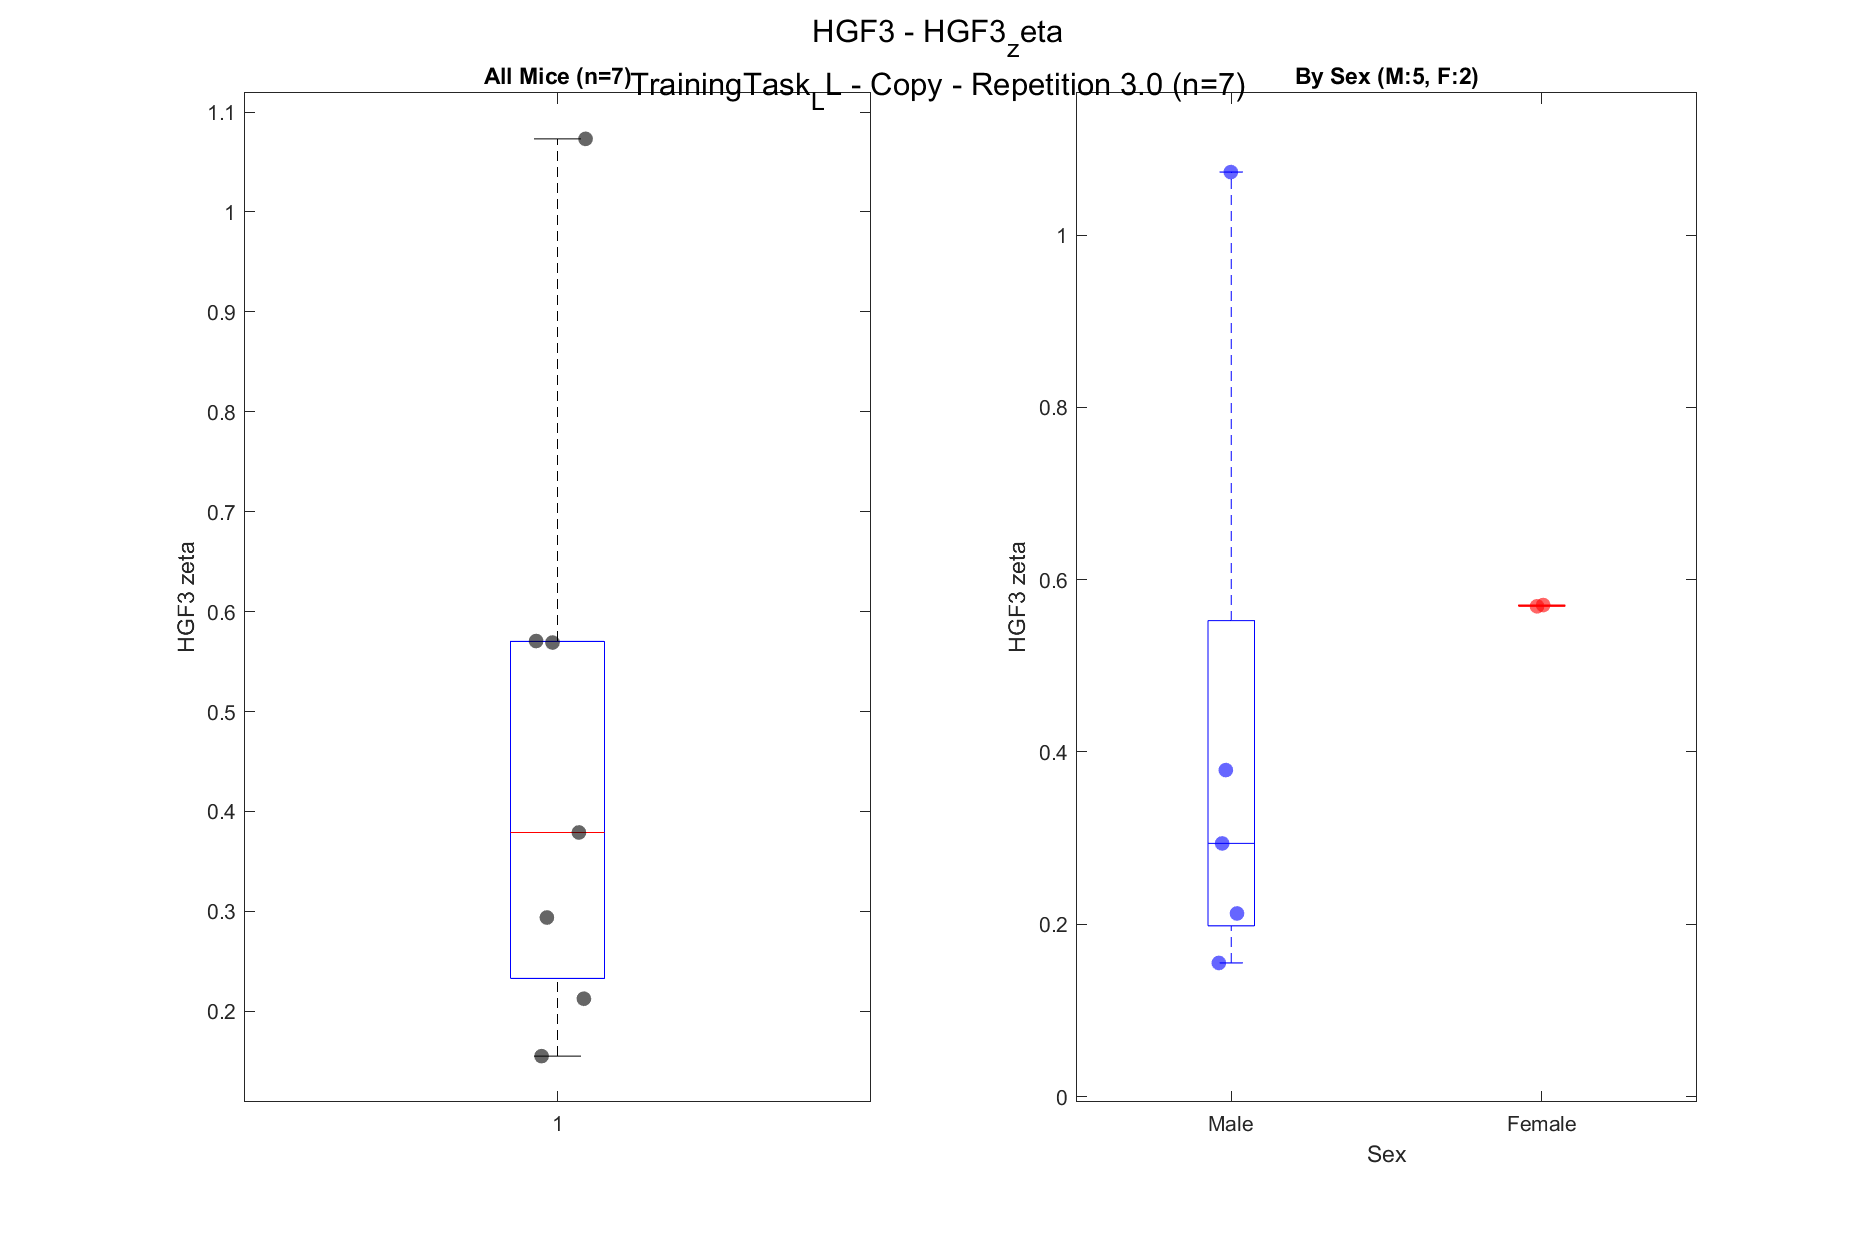 HGF3 - HGF3_zeta
TrainingTask_LL - Copy - Repetition 3.0 (n=7)
All Mice (n=7)
HGF3 zeta
1.1
1
0.9
0.8
0.7
0.6
0.5
0.4
0.3
0.2
1
By Sex (M:5, F:2)
HGF3 zeta
1
0.8
0.6
0.4
0.2
0
Male Female
Sex